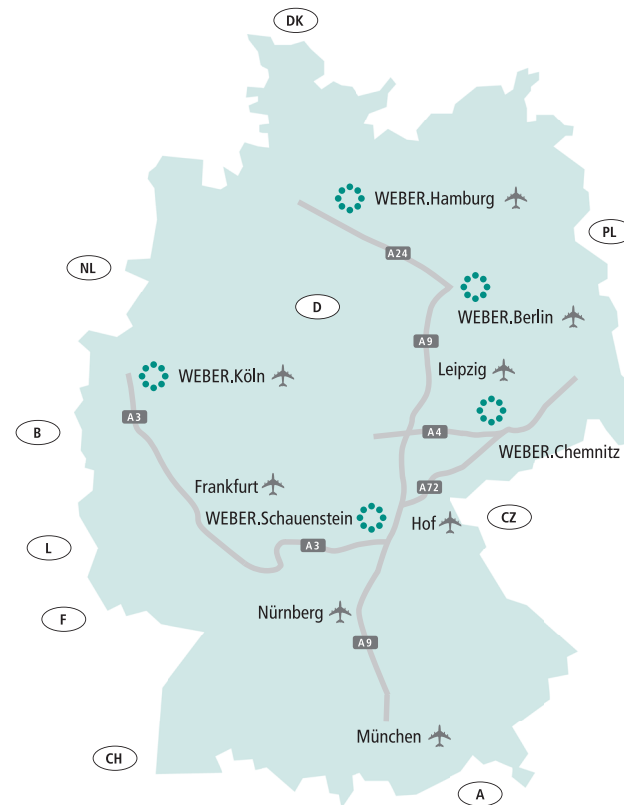 DK
WEBER.Hamburg
PL
A24
NL
D
WEBER.Berlin
A9
Leipzig
WEBER.Köln
A3
B
A4
WEBER.Chemnitz
Frankfurt
A72
WEBER.Schauenstein
CZ
Hof
L
A3
Nürnberg
F
A9
München
CH
A